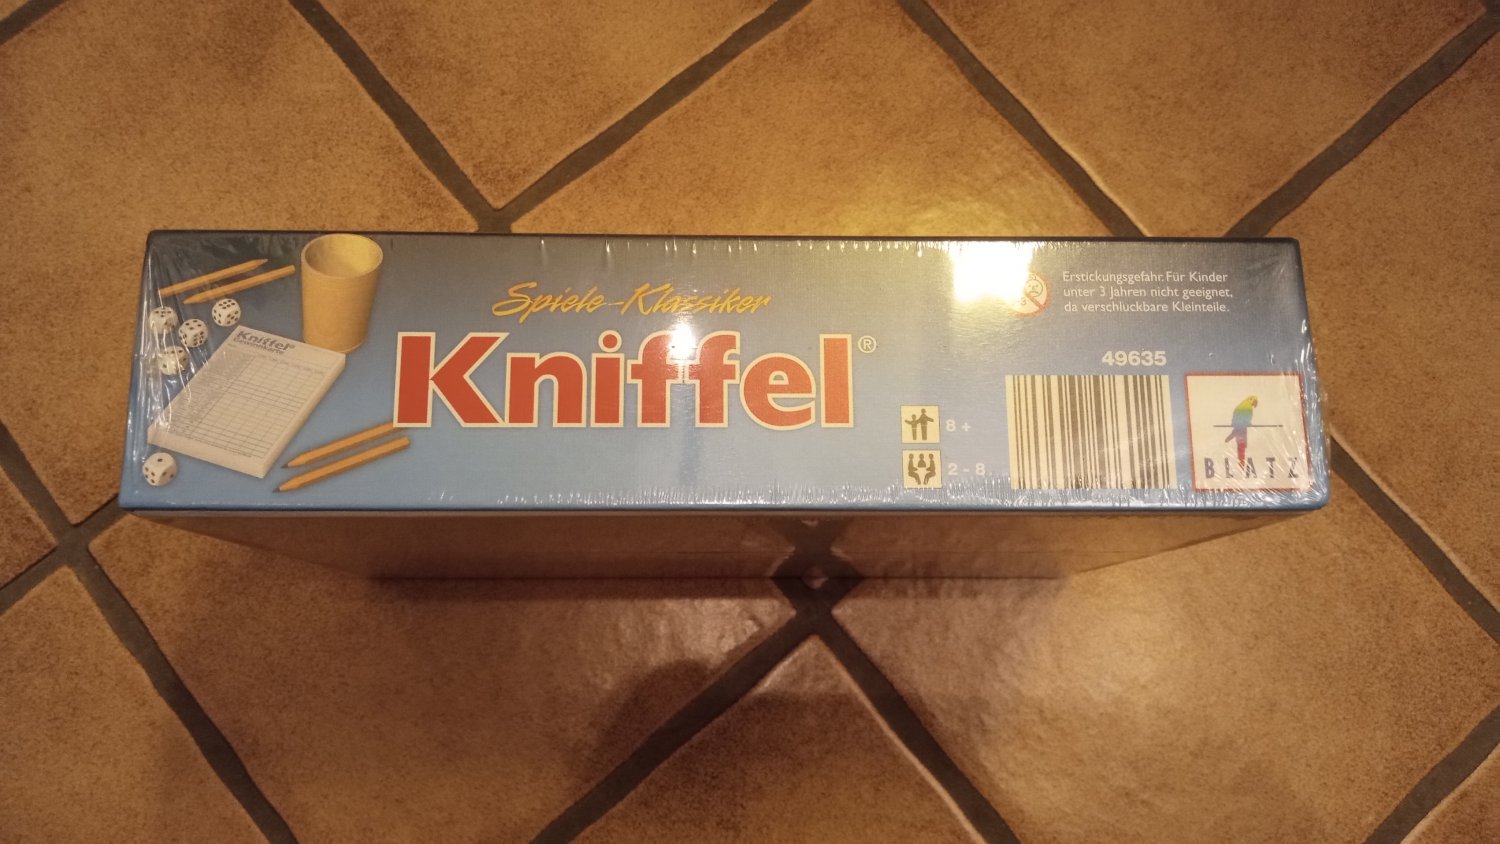 Spiele-Klassiker
Kniffel®
Kniffel®
Gewinnkarte
Erstickungsgefahr. Für Kinder
unter 3 Jahren nicht geeignet,
da verschluckbare Kleinteile.
49635
8 +
2 - 8
BLATZ